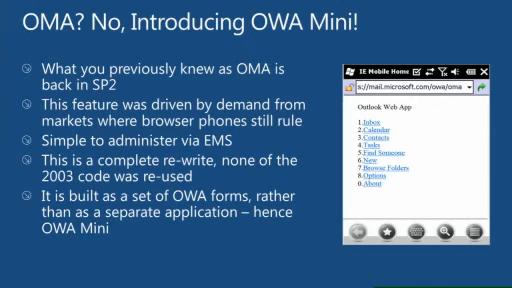 OMA? No, Introducing OWA Mini!
What you previously knew as OMA is
back in SP2
This feature was driven by demand from
markets where browser phones still rule
Simple to administer via EMS
This is a complete re-write, none of the
2003 code was re-used
It is built as a set of OWA forms, rather
than as a separate application – hence
OWA Mini
IE Mobile Home
s://mail.microsoft.com/owa/oma
Outlook Web App
1.Inbox
2.Calendar
3.Contacts
4.Tasks
5.Find Someone
6.New
7.Browse Folders
8.Options
0.About